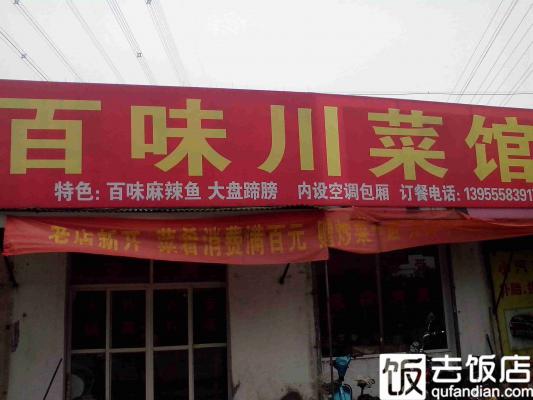 百味川菜馆
特色：百味麻辣鱼 大盘蹄膀 内设空调包厢 订餐电话：1395558391
老店新开 菜肴消费满百元
饭去饭店
qufandian.com